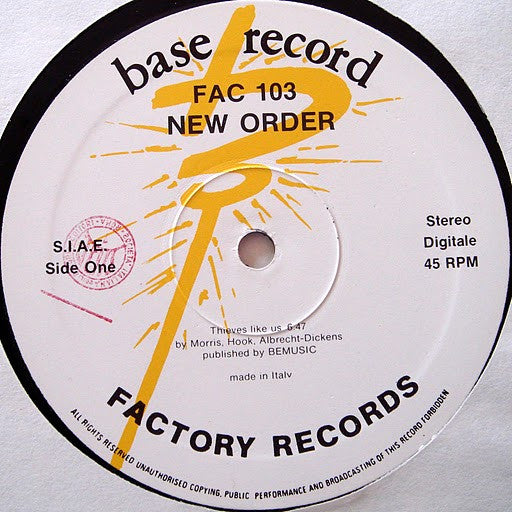 base record
FAC 103
NEW ORDER
S.I.A.E.
Side One
Stereo
Digitale
45 RPM
Thieves like us 6.47
by Morris, Hook, Albrecht-Dickens
published by BEMUSIC
made in Italy
FACTORY RECORDS
ALL RIGHTS RESERVED UNAUTHORISED COPYING, PUBLIC PERFORMANCE AND BROADCASTING OF THIS RECORD FORBIDDEN